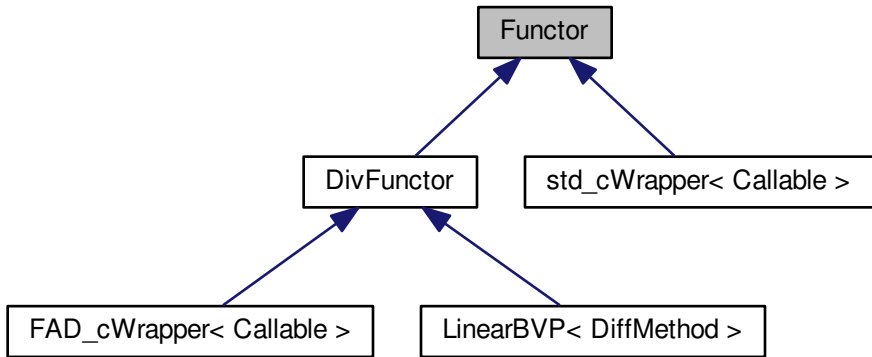 Functor
DivFunctor
std_cWrapper< Callable >
FAD_cWrapper< Callable >
LinearBVP< DiffMethod >